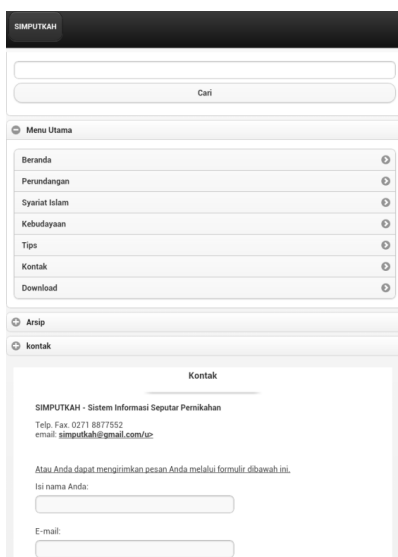 SIMPUTKAH
Cari
Menu Utama
Beranda
Perundangan
Syariat Islam
Kebudayaan
Tips
Kontak
Download
Arsip
kontak
Kontak
SIMPUTKAH - Sistem Informasi Seputar Pernikahan
Telp. Fax. 0271 8877552
email: simputkah@gmail.com/u>
Atau Anda dapat mengirimkan pesan Anda melalui formulir dibawah ini.
Isi nama Anda:
E-mail: